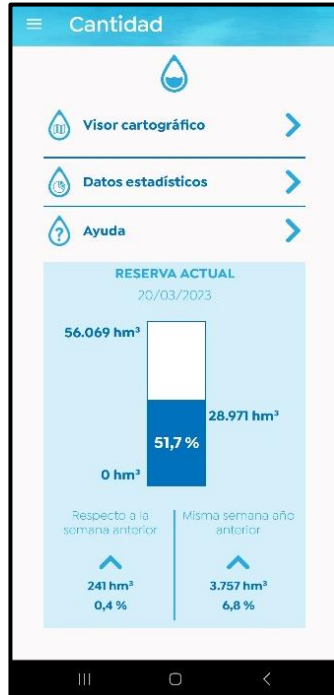 Cantidad
Visor cartográfico
Datos estadísticos
? Ayuda
RESERVA ACTUAL
20/03/2023
56.069 hm³
28.971 hm³
51,7 %
0 hm³
Respecto a la
semana anterior
241 hm³
0,4 %
Misma semana año
anterior
3.757 hm³
6,8 %